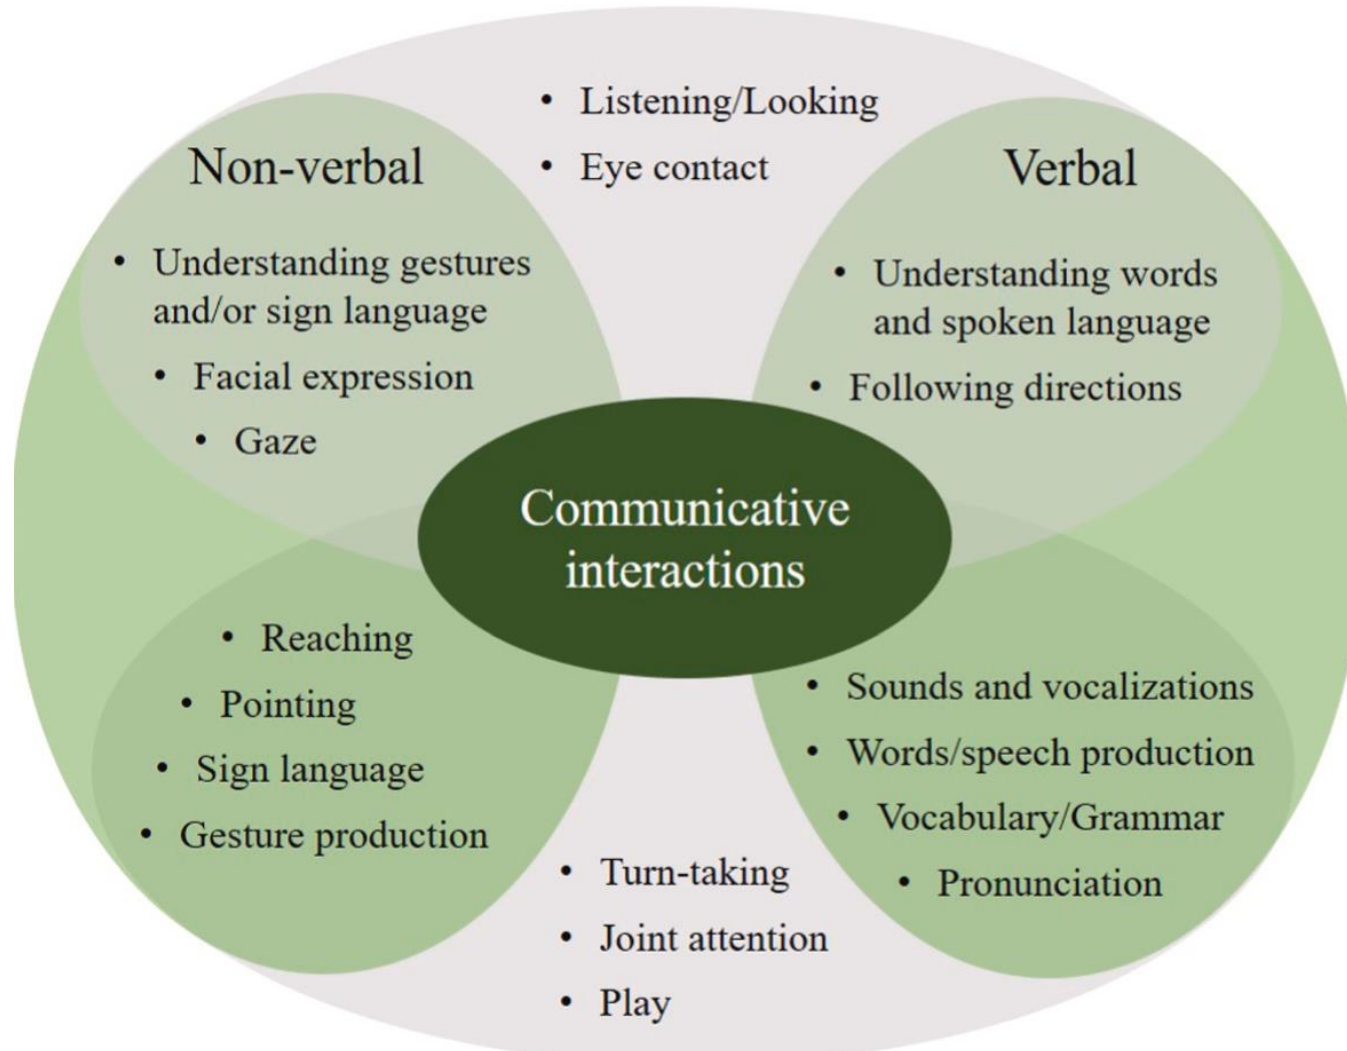 • Listening/Looking
• Eye contact
Non-verbal
• Understanding gestures
and/or sign language
• Facial expression
• Gaze
Verbal
• Understanding words
and spoken language
• Following directions
Communicative
interactions
• Reaching
• Pointing
• Sign language
• Gesture production
• Sounds and vocalizations
• Words/speech production
• Vocabulary/Grammar
• Pronunciation
• Turn-taking
• Joint attention
• Play